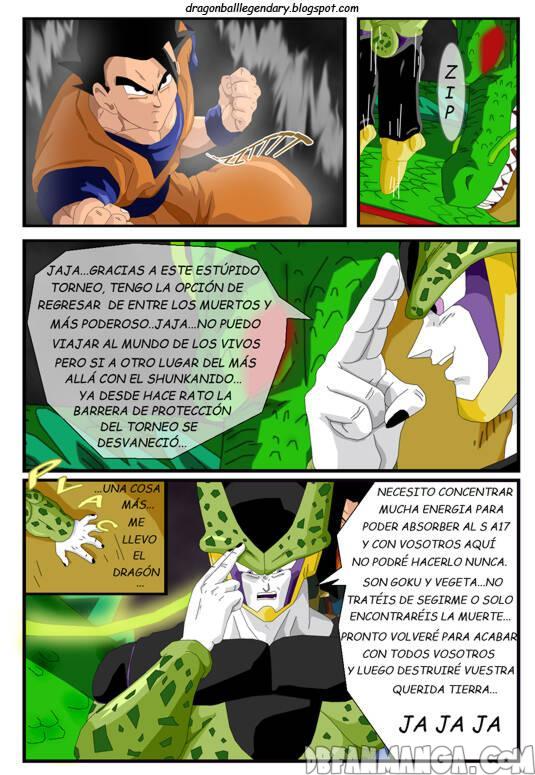 dragonballlegendary.blogspot.com
ZIP
JAJA...GRACIAS A ESTE ESTÚPIDO
TORNEO, TENGO LA OPCIÓN DE
REGRESAR DE ENTRE LOS MUERTOS Y
MÁS PODEROSO..JAJA...NO PUEDO
VIAJAR AL MUNDO DE LOS VIVOS
PERO SI A OTRO LUGAR DEL MÁS
ALLÁ CON EL SHUNKANIDO...
YA DESDE HACE RATO LA
BARRERA DE PROTECCIÓN
DEL TORNEO SE
DESVANECIÓ...
PVAC
...UNA COSA
MÁS...
ME
LLEVO
EL
DRAGÓN
...
NECESITO CONCENTRAR
MUCHA ENERGIA PARA
PODER ABSORBER AL S A17
Y CON VOSOTROS AQUÍ
NO PODRÉ HACERLO NUNCA.
SON GOKU Y VEGETA...NO
TRATÉIS DE SEGIRME O SOLO
ENCONTRARÉIS LA MUERTE...
PRONTO VOLVERÉ PARA ACABAR
CON TODOS VOSOTROS
Y LUEGO DESTRUIRÉ VUESTRA
QUERIDA TIERRA...
JA JA JA
DBFANMANGA.COM